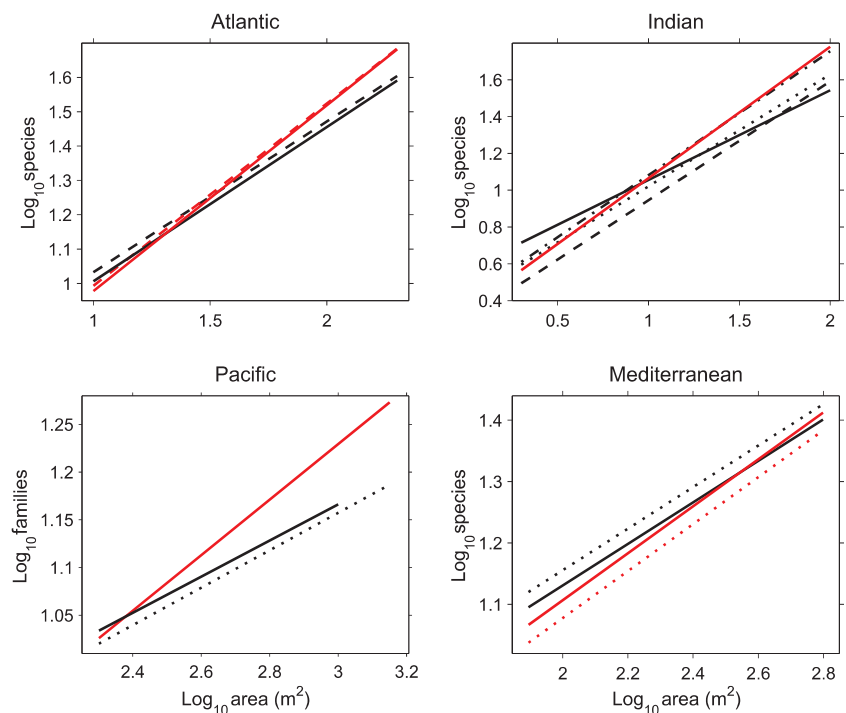 Atlantic
Log10 species
1.6
1.5
1.4
1.3
1.2
1.1
1
1 1.5 2
Indian
Log10 species
1.6
1.4
1.2
1
0.8
0.6
0.4
0.5 1 1.5 2
Pacific
Log10 families
1.25
1.2
1.15
1.1
1.05
2.4 2.6 2.8 3 3.2
Log10 area (m2)
Mediterranean
Log10 species
1.4
1.3
1.2
1.1
2 2.2 2.4 2.6 2.8
Log10 area (m2)